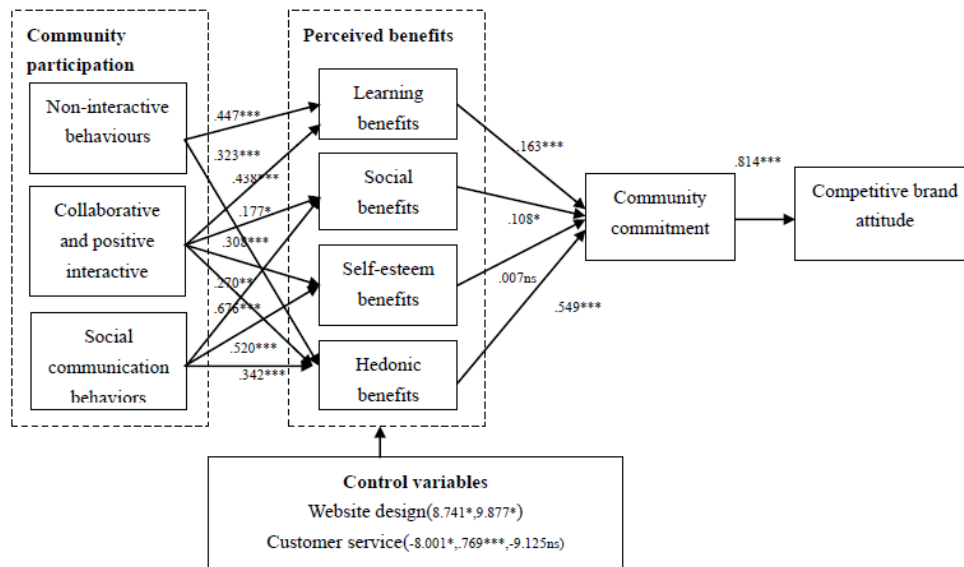 Community
participation
Non-interactive
behaviours
Collaborative
and positive
interactive
Social
communication
behaviors
.447***
.323***
.438***
.177*
.308***
.270**
.676***
.520***
.342***
Perceived benefits
Learning
benefits
Social
benefits
Self-esteem
benefits
Hedonic
benefits
.163***
.108*
.007ns
.549***
Community
commitment
.814***
Competitive brand
attitude
Control variables
Website design(8.741*,9.877*)
Customer service(-8.001*,.769***,-9.125ns)